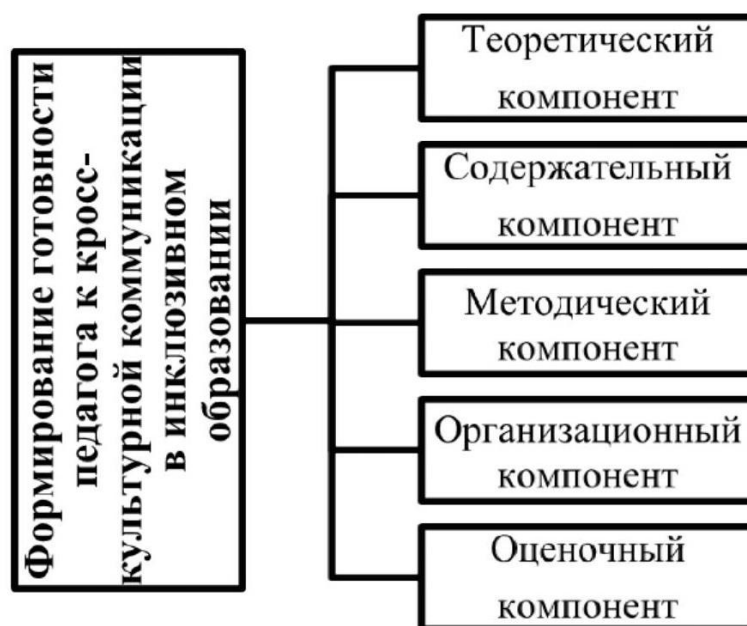 Формирование готовности
педагога к кросс-
культурной коммуникации
в инклюзивном
образовании
Теоретический
компонент
Содержательный
компонент
Методический
компонент
Организационный
компонент
Оценочный
компонент